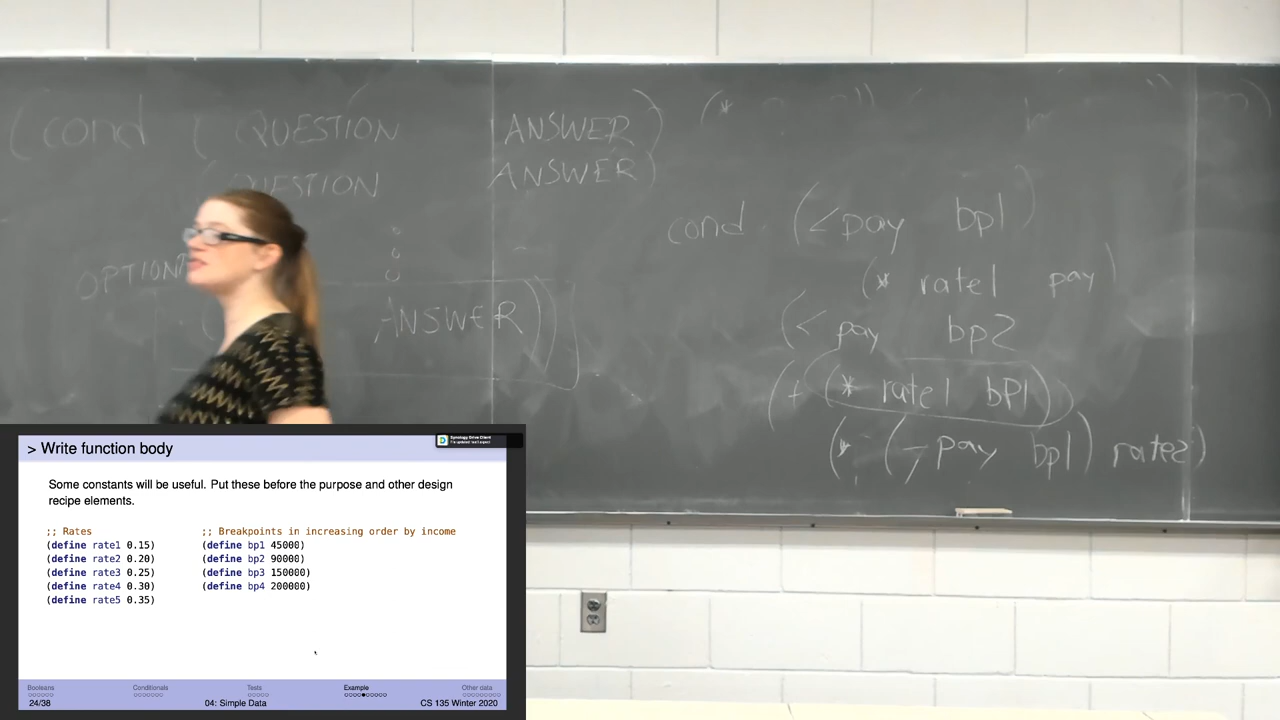 (cond ( QUESTION ANSWER)
QUESTION ANSWER)
OPTION
ANSWER))
(*
cond (< pay bp1)
(* rate1 pay)
(< pay bp2
(+ (* rate1 bp1)
(* (- pay bp1) rate2)
> Write function body
Synology Drive Client
Some constants will be useful. Put these before the purpose and other design
recipe elements.
;; Rates
(define rate1 0.15)
(define rate2 0.20)
(define rate3 0.25)
(define rate4 0.30)
(define rate5 0.35)
;; Breakpoints in increasing order by income
(define bp1 45000)
(define bp2 90000)
(define bp3 150000)
(define bp4 200000)
Booleans Conditionals Tests Example Other data
24/38 04: Simple Data CS 135 Winter 2020